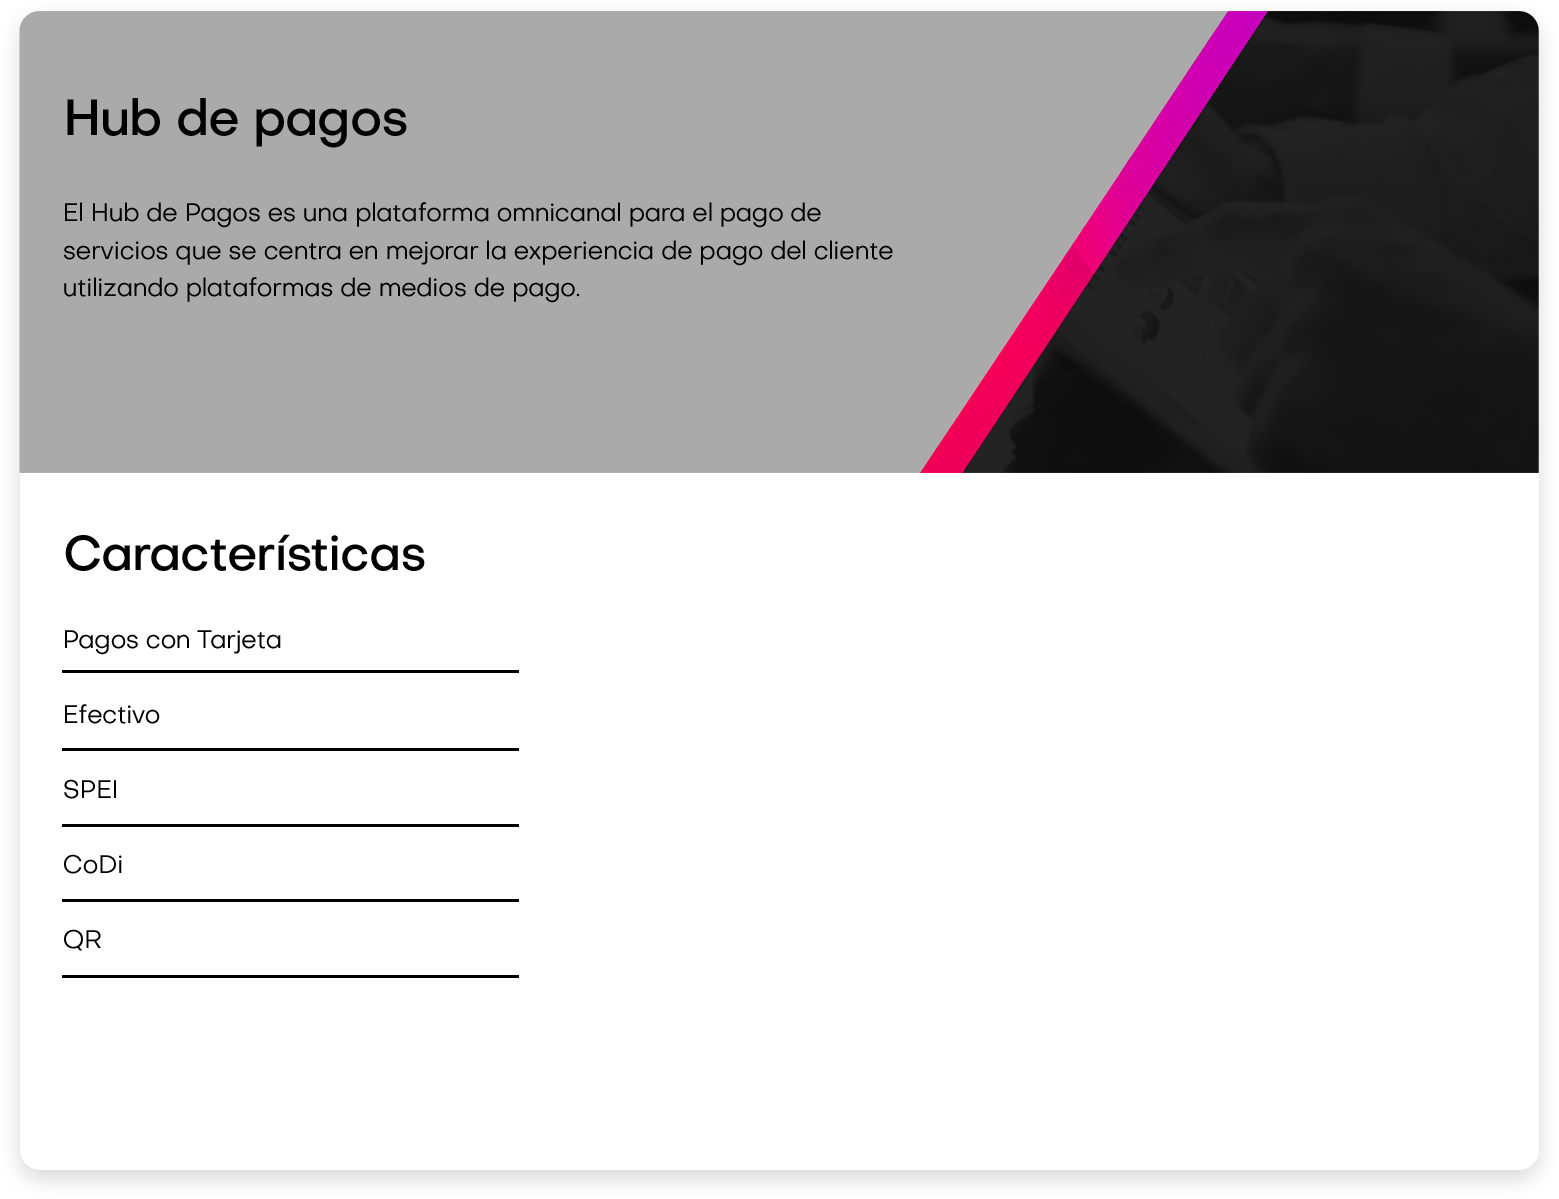 Hub de pagos
El Hub de Pagos es una plataforma omnicanal para el pago de
servicios que se centra en mejorar la experiencia de pago del cliente
utilizando plataformas de medios de pago.
Características
Pagos con Tarjeta
Efectivo
SPEI
CoDi
QR